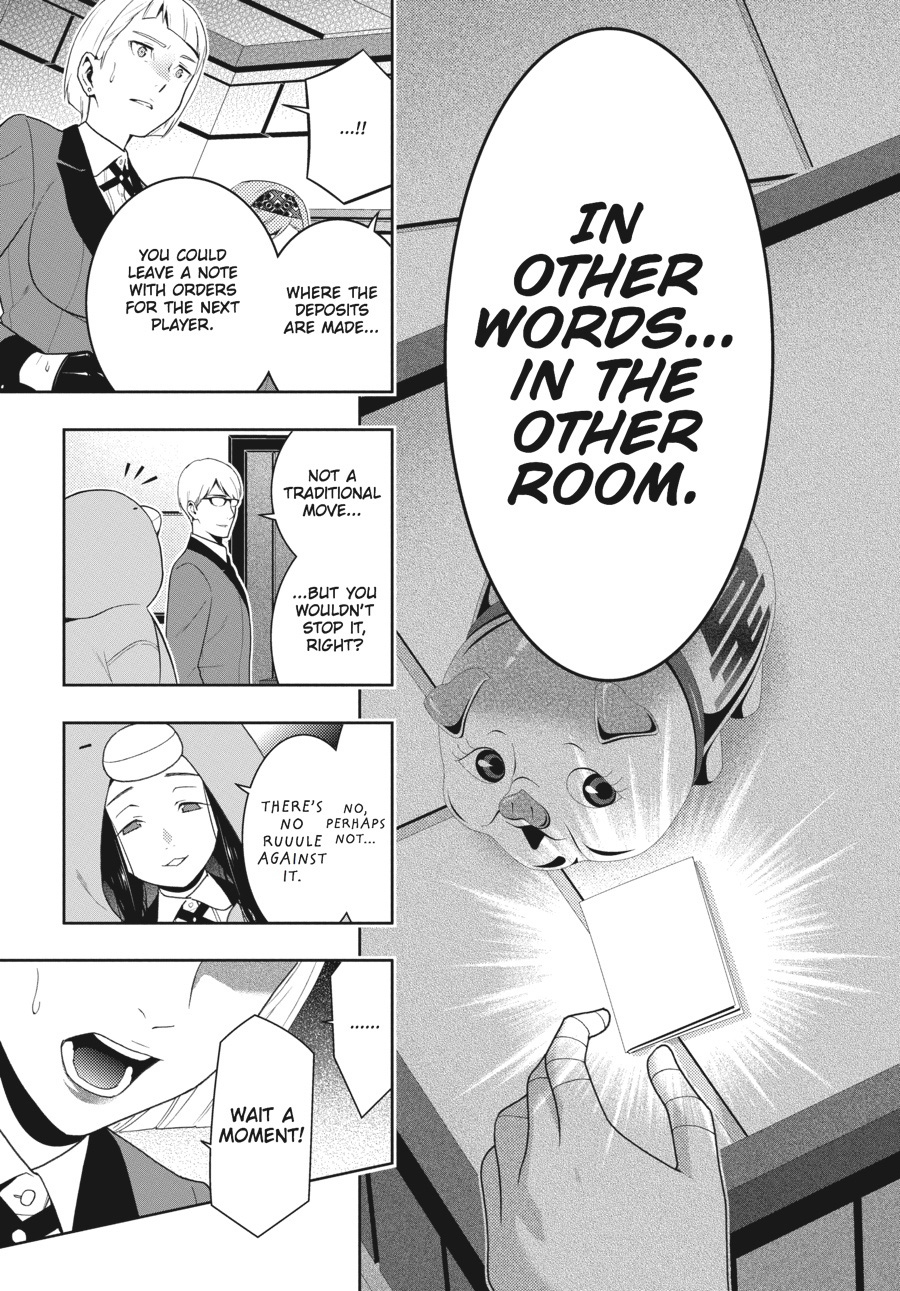 IN
OTHER
WORDS...
IN THE
OTHER
ROOM.
...!!
WHERE THE
DEPOSITS
ARE MADE...
YOU COULD
LEAVE A NOTE
WITH ORDERS
FOR THE NEXT
PLAYER.
NOT A
TRADITIONAL
MOVE...
...BUT YOU
WOULDN'T
STOP IT,
RIGHT?
NO,
PERHAPS
NOT...
THERE'S
NO
RUUULE
AGAINST
IT.
......
WAIT A
MOMENT!